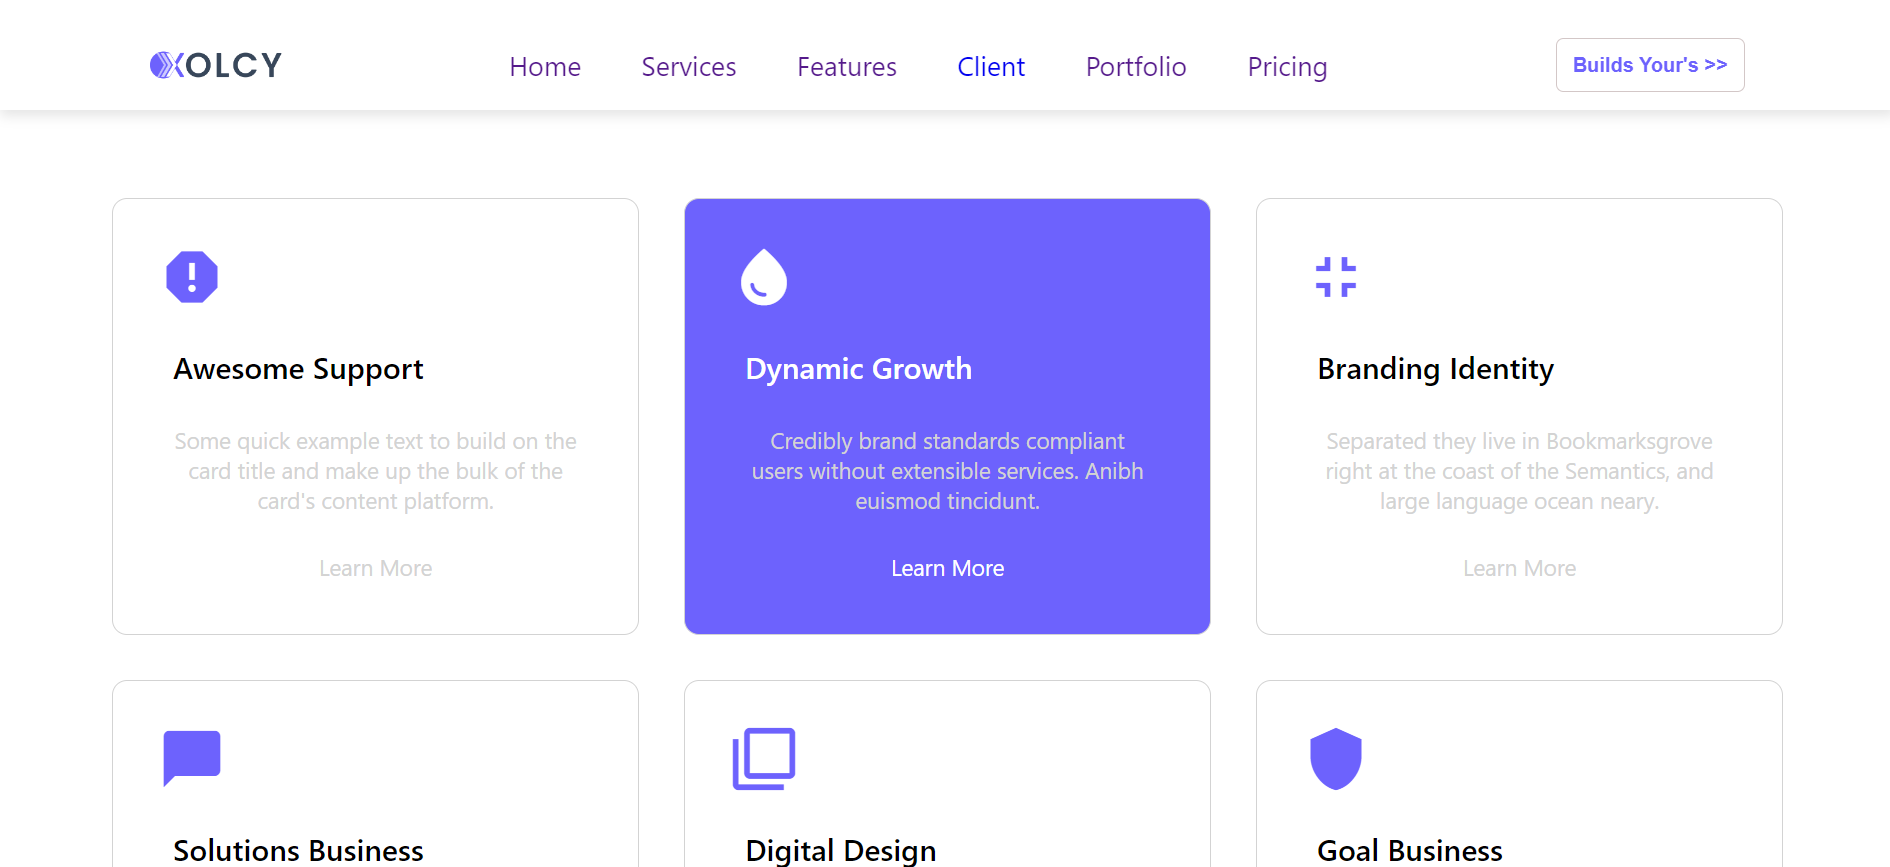 XOLCY
Home Services Features Client Portfolio Pricing
Builds Your's >>
Awesome Support
Some quick example text to build on the
card title and make up the bulk of the
card's content platform.
Learn More
Dynamic Growth
Credibly brand standards compliant
users without extensible services. Anibh
euismod tincidunt.
Learn More
Branding Identity
Separated they live in Bookmarksgrove
right at the coast of the Semantics, and
large language ocean neary.
Learn More
Solutions Business
Digital Design
Goal Business